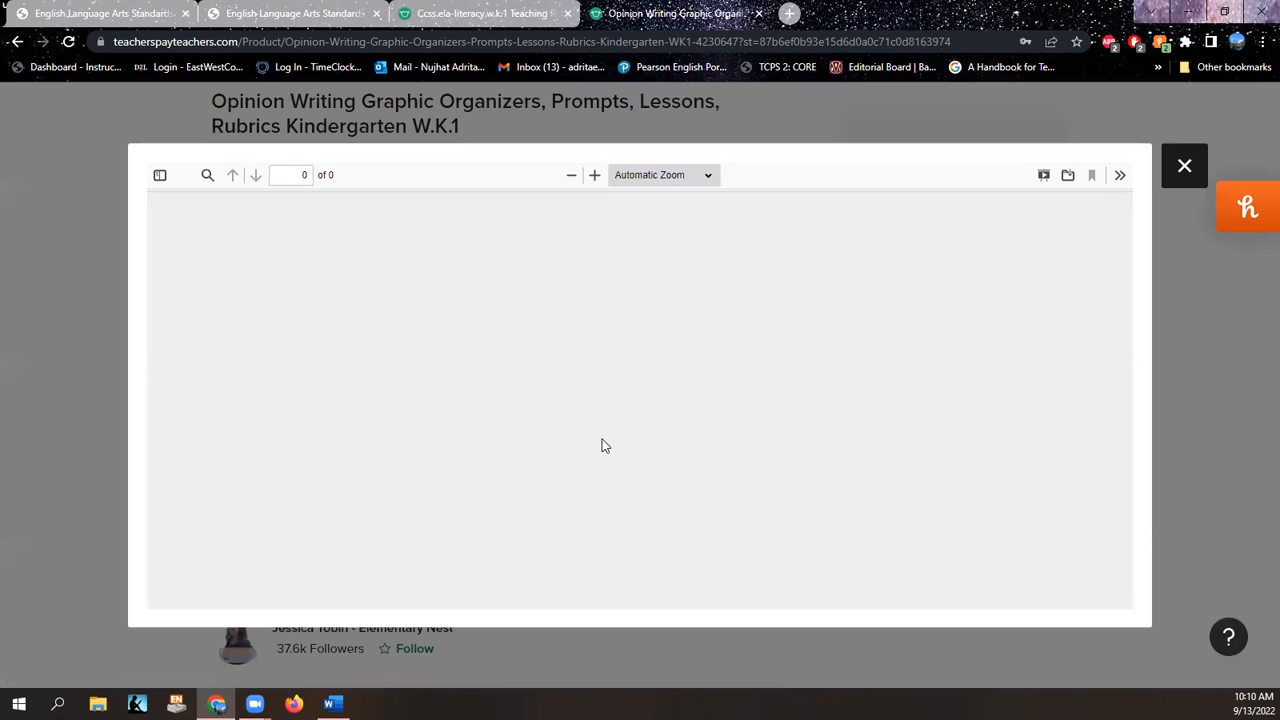 English Language Arts Standard
English Language Arts Standard
Ccss.ela-literacy.w.k.1 Teaching
Opinion Writing Graphic Organi
teacherspayteachers.com/Product/Opinion-Writing-Graphic-Organizers-Prompts-Lessons-Rubrics-Kindergarten-WK1-4230647?st=87b6ef0b93e15d6d0a0c71c0d8163974
Dashboard - Instruc... D2L Login - EastWestCo... Log In - TimeClock... Mail - Nujhat Adrita... Inbox (13) - adritae... Pearson English Por... TCPS 2: CORE Editorial Board | Ba... A Handbook for Te... » Other bookmarks
Opinion Writing Graphic Organizers, Prompts, Lessons,
Rubrics Kindergarten W.K.1
0 of 0 Automatic Zoom
Jessica Tobin - Elementary Nest
37.6k Followers Follow
?
10:10 AM
9/13/2022